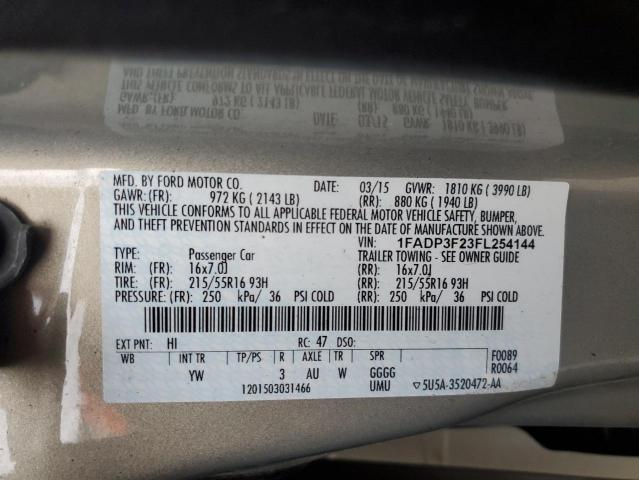 MFD. BY FORD MOTOR CO. DATE: 03/15 GVWR: 1810 KG ( 3990 LB)
GAWR: (FR): 972 KG ( 2143 LB) (RR): 880 KG ( 1940 LB)
THIS VEHICLE CONFORMS TO ALL APPLICABLE FEDERAL MOTOR VEHICLE SAFETY, BUMPER,
AND THEFT PREVENTION STANDARDS IN EFFECT ON THE DATE OF MANUFACTURE SHOWN ABOVE.
VIN: 1FADP3F23FL254144
TYPE: Passenger Car TRAILER TOWING - SEE OWNER GUIDE
RIM: 16x7.0J (RR): 16x7.0J
TIRE: 215/55R16 93H (RR): 215/55R16 93H
PRESSURE: (FR) 250 kPa/ 36 PSI COLD (RR): 250 kPa/ 36 PSI COLD
EXT PNT: HI RC: 47 DSO: F0089
WB INT TR TP/PS R AXLE TR SPR R0064
YW 3 AU W GGGG
1201503031466 UMU ▽5U5A-3520472-AA